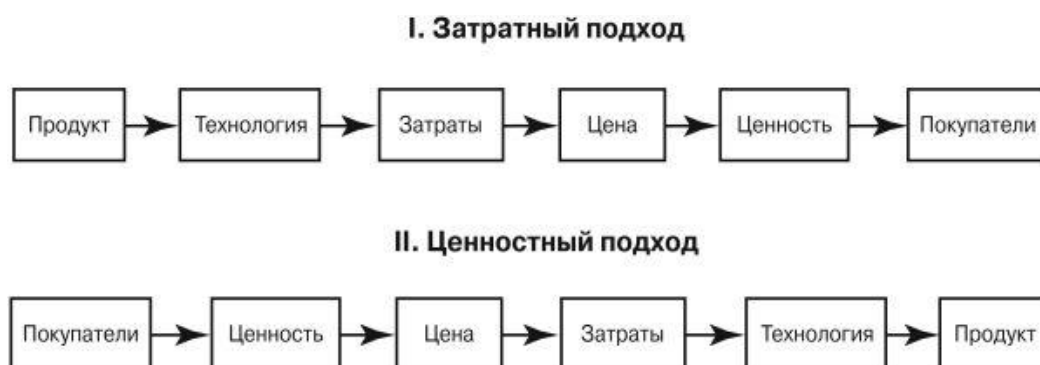 I. Затратный подход
Продукт Технология Затраты Цена Ценность Покупатели
II. Ценностный подход
Покупатели Ценность Цена Затраты Технология Продукт